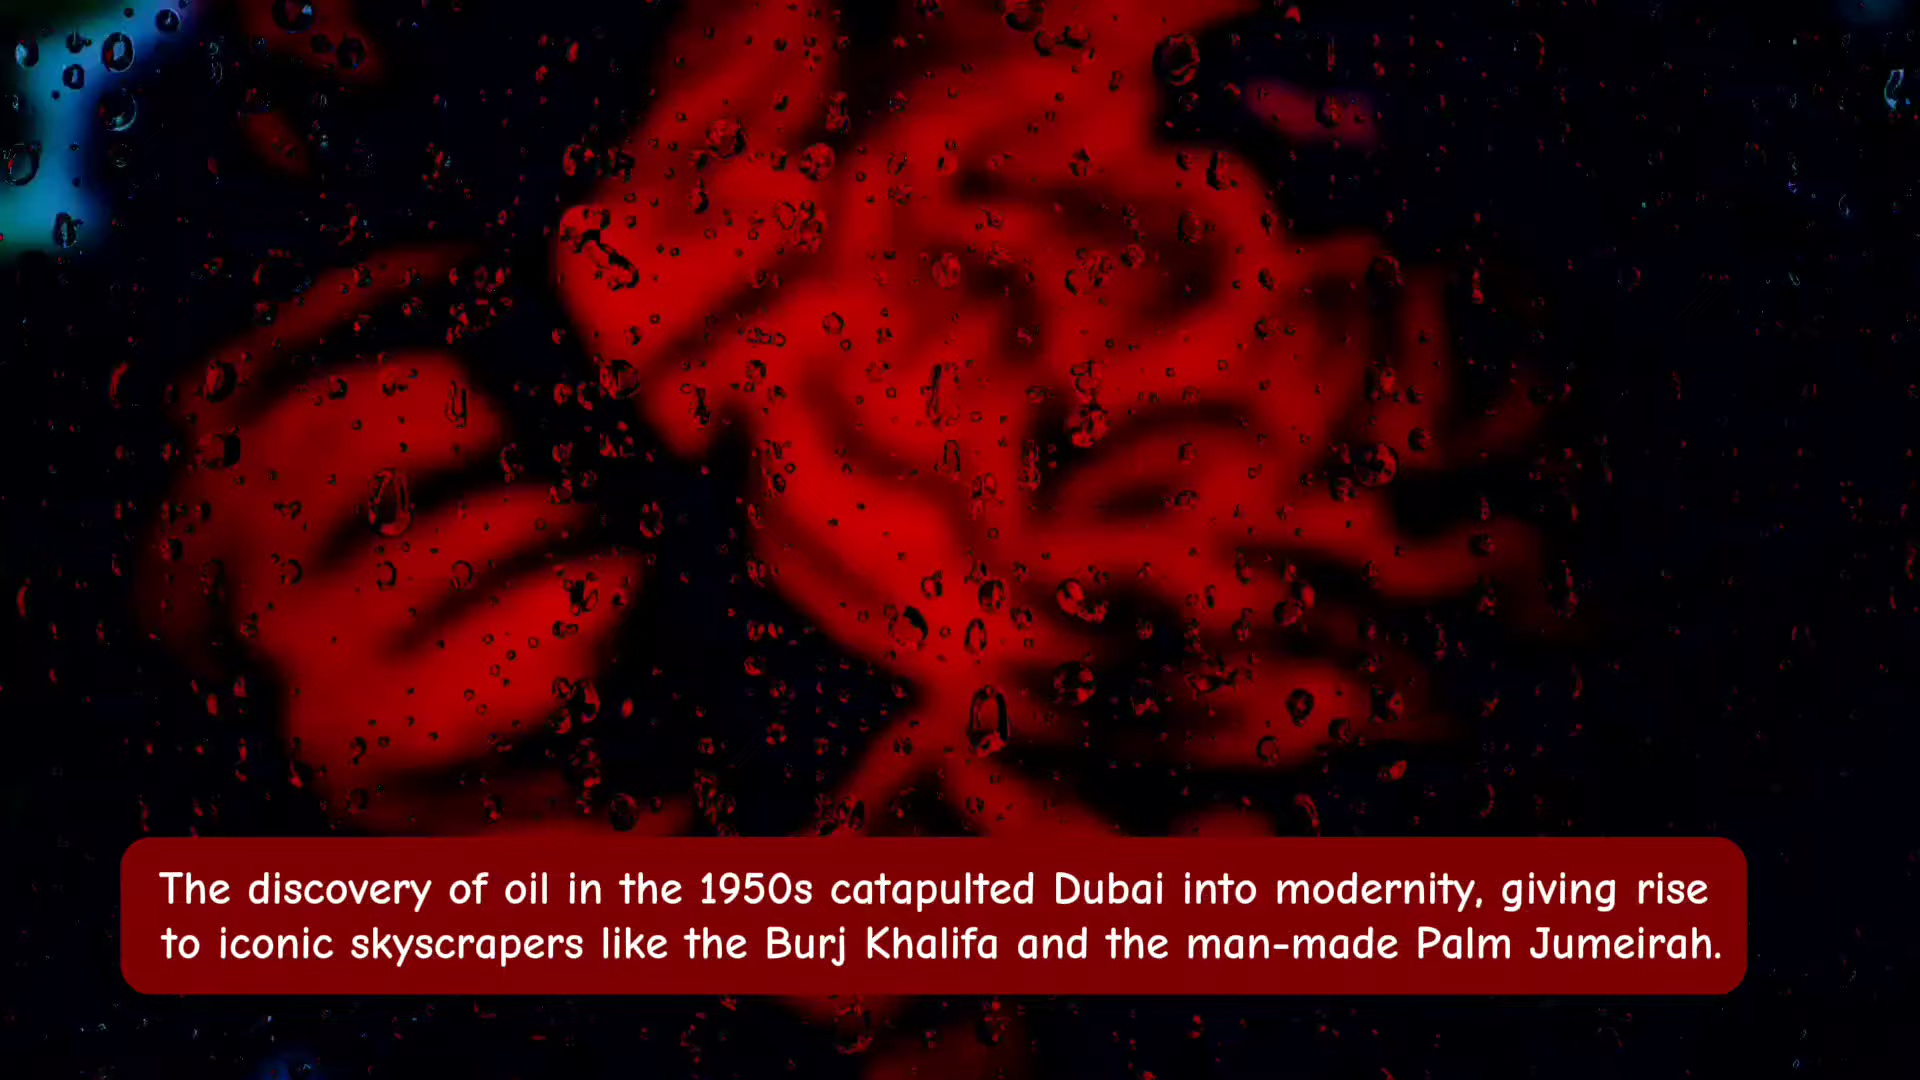 The discovery of oil in the 1950s catapulted Dubai into modernity, giving rise
to iconic skyscrapers like the Burj Khalifa and the man-made Palm Jumeirah.